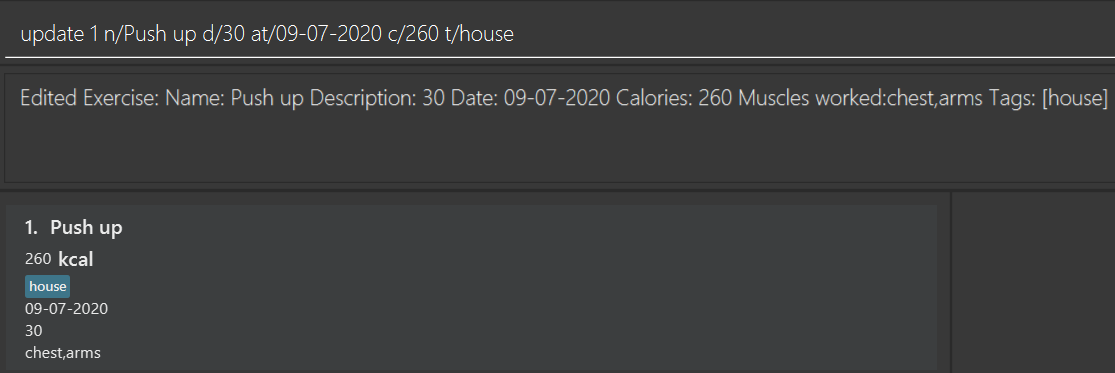 update 1 n/Push up d/30 at/09-07-2020 c/260 t/house
Edited Exercise: Name: Push up Description: 30 Date: 09-07-2020 Calories: 260 Muscles worked:chest,arms Tags: [house]
1. Push up
260 kcal
house
09-07-2020
30
chest,arms